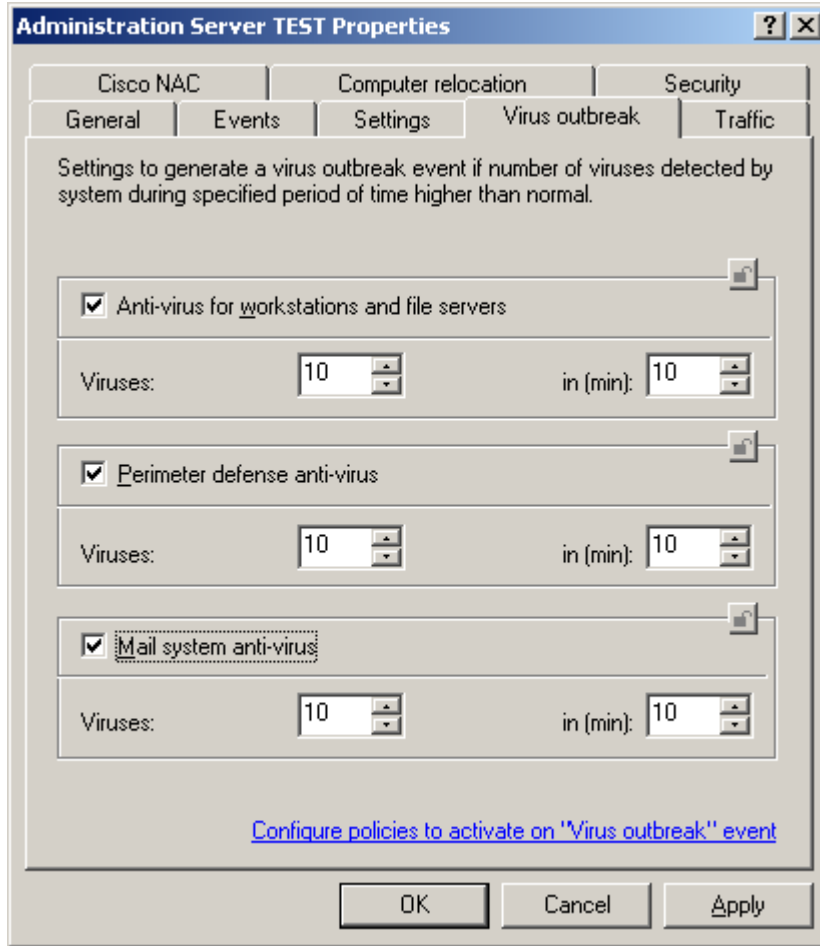 Administration Server TEST Properties
? X
Cisco NAC Computer relocation Security
General Events Settings Virus outbreak Traffic
Settings to generate a virus outbreak event if number of viruses detected by
system during specified period of time higher than normal.
Anti-virus for workstations and file servers
Viruses: 10 in (min): 10
Perimeter defense anti-virus
Viruses: 10 in (min): 10
Mail system anti-virus
Viruses: 10 in (min): 10
Configure policies to activate on "Virus outbreak" event
OK Cancel Apply